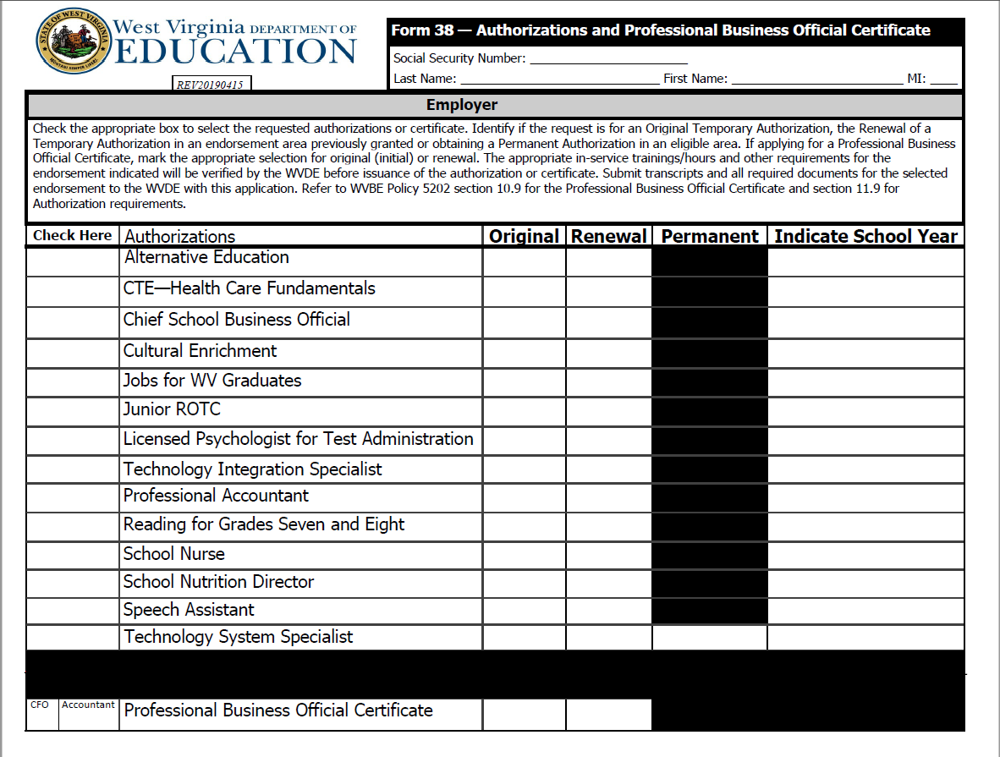 STATE OF WEST VIRGINIA
MONTANI SEMPER LIBERI
West Virginia DEPARTMENT OF
EDUCATION
REV20190415
Form 38 — Authorizations and Professional Business Official Certificate
Social Security Number: ______________________
Last Name: ____________________________ First Name: ________________________ MI: ____
Employer
Check the appropriate box to select the requested authorizations or certificate. Identify if the request is for an Original Temporary Authorization, the Renewal of a
Temporary Authorization in an endorsement area previously granted or obtaining a Permanent Authorization in an eligible area. If applying for a Professional Business
Official Certificate, mark the appropriate selection for original (initial) or renewal. The appropriate in-service trainings/hours and other requirements for the
endorsement indicated will be verified by the WVDE before issuance of the authorization or certificate. Submit transcripts and all required documents for the selected
endorsement to the WVDE with this application. Refer to WVBE Policy 5202 section 10.9 for the Professional Business Official Certificate and section 11.9 for
Authorization requirements.
Check Here Authorizations Original Renewal Permanent Indicate School Year
Alternative Education
CTE—Health Care Fundamentals
Chief School Business Official
Cultural Enrichment
Jobs for WV Graduates
Junior ROTC
Licensed Psychologist for Test Administration
Technology Integration Specialist
Professional Accountant
Reading for Grades Seven and Eight
School Nurse
School Nutrition Director
Speech Assistant
Technology System Specialist
CFO Accountant Professional Business Official Certificate